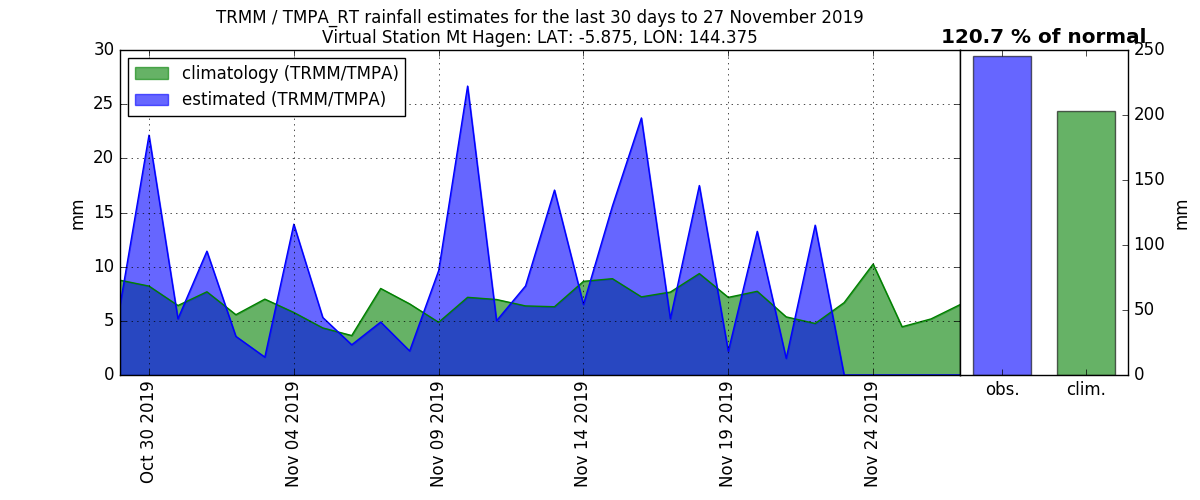 TRMM / TMPA_RT rainfall estimates for the last 30 days to 27 November 2019
Virtual Station Mt Hagen: LAT: -5.875, LON: 144.375
120.7 % of normal
climatology (TRMM/TMPA)
estimated (TRMM/TMPA)
mm
30
25
20
15
10
5
0
Oct 30 2019
Nov 04 2019
Nov 09 2019
Nov 14 2019
Nov 19 2019
Nov 24 2019
obs.
clim.
250
200
150
100
50
0
mm